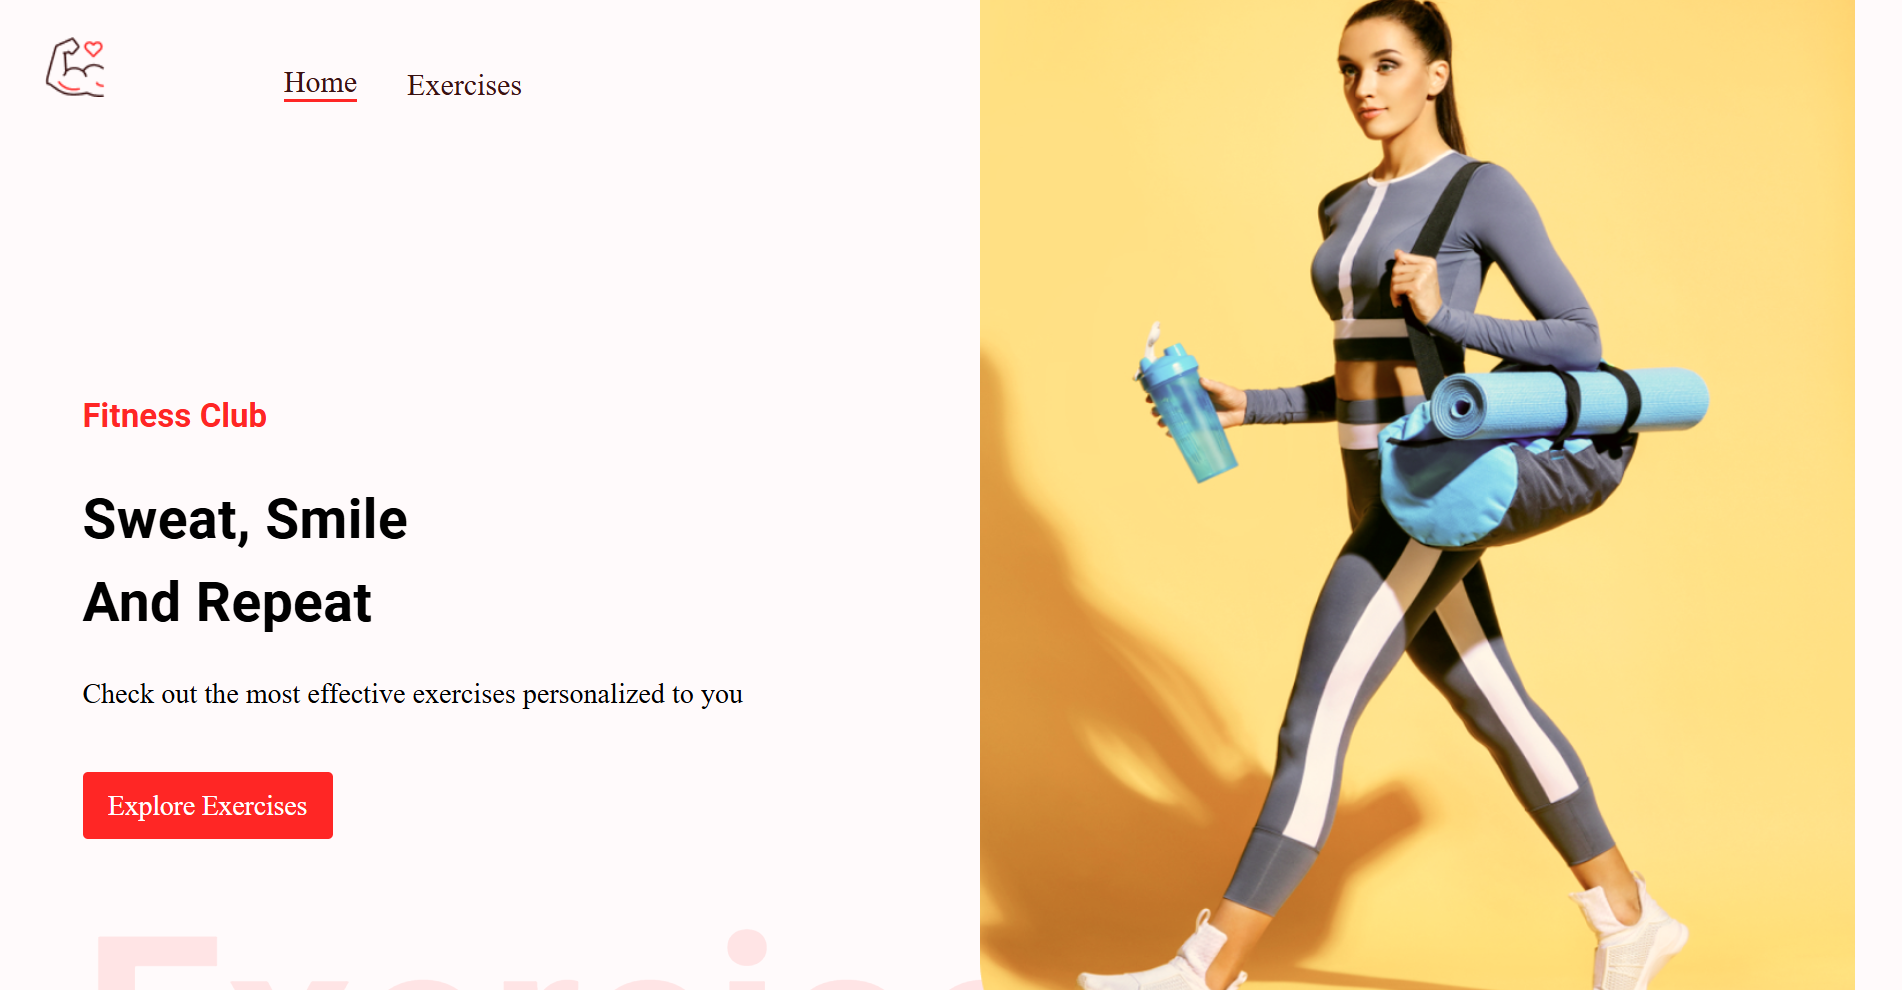 Home Exercises
Fitness Club
Sweat, Smile
And Repeat
Check out the most effective exercises personalized to you
Explore Exercises
Exercise